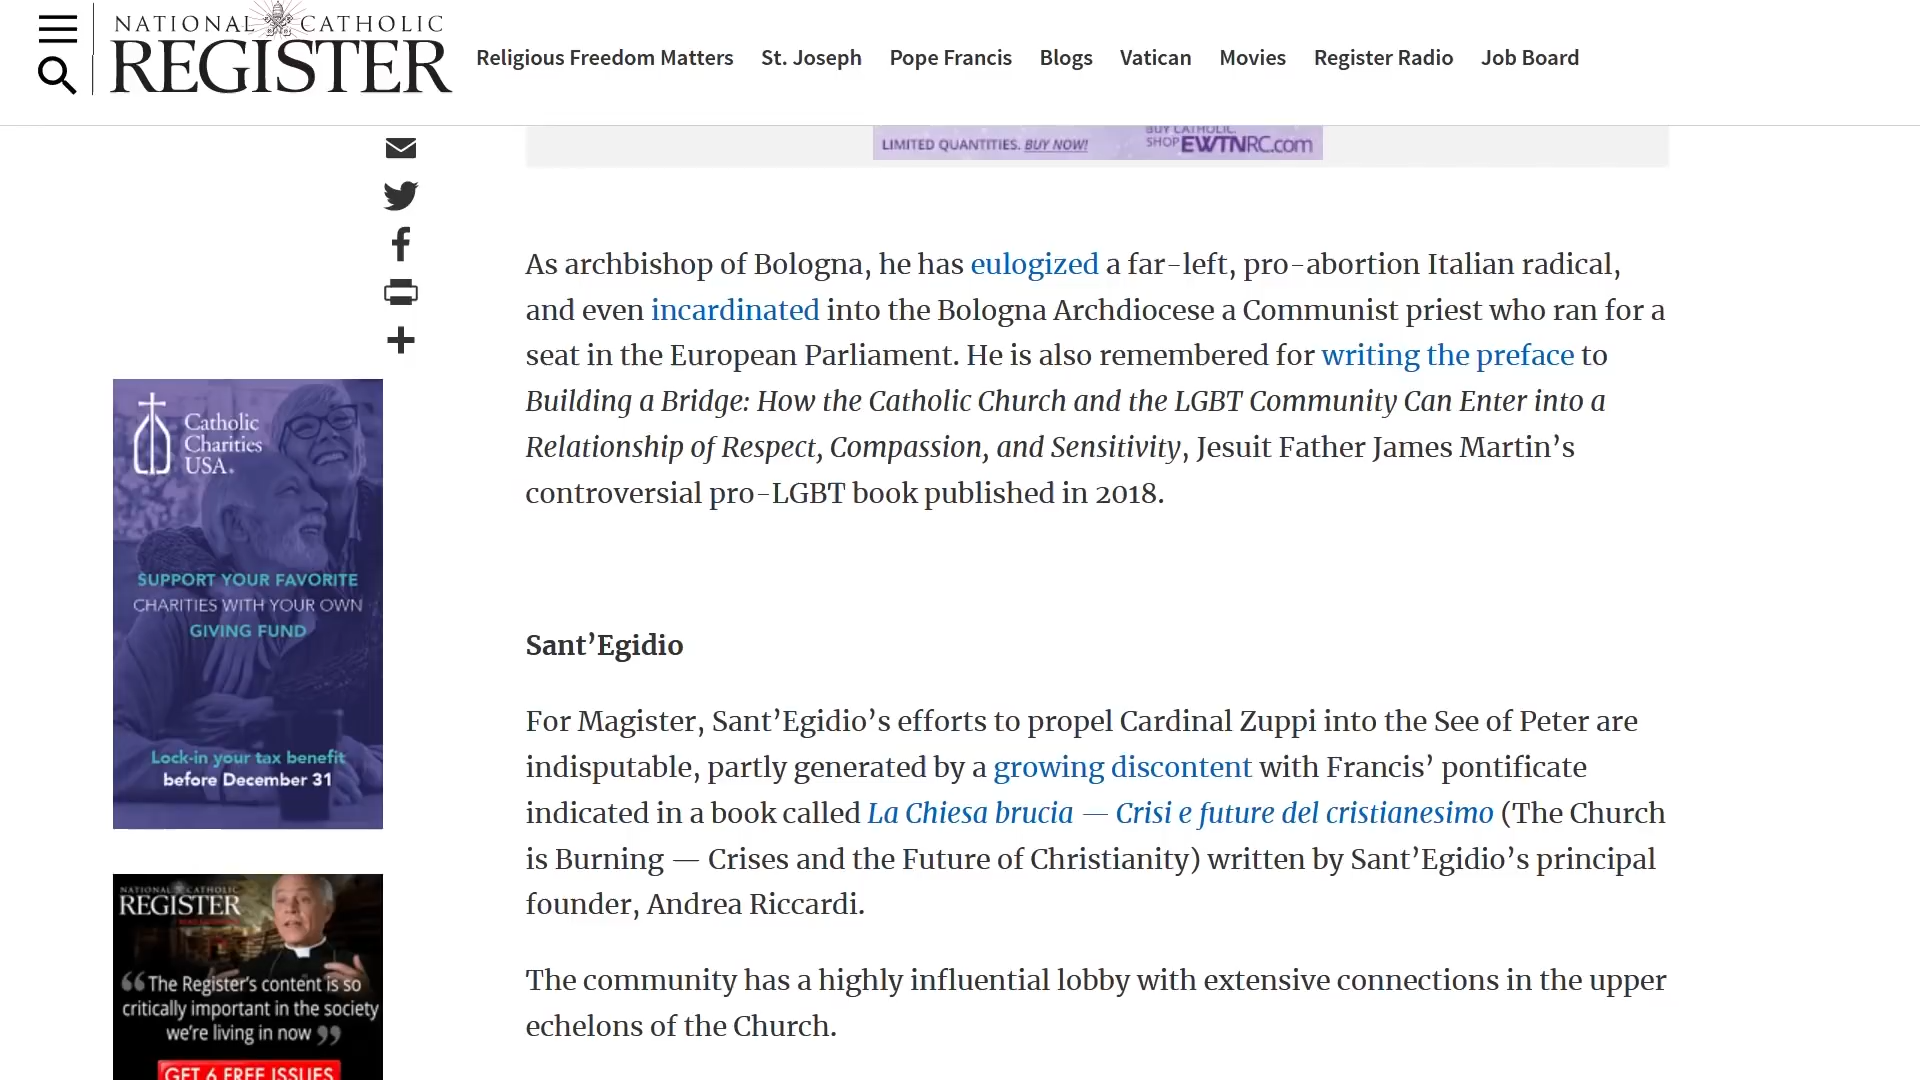 NATIONAL CATHOLIC
REGISTER
Religious Freedom Matters St. Joseph Pope Francis Blogs Vatican Movies Register Radio Job Board
LIMITED QUANTITIES. BUY NOW!
BUY CATHOLIC.
SHOP EWTNRC.com
As archbishop of Bologna, he has eulogized a far-left, pro-abortion Italian radical,
and even incardinated into the Bologna Archdiocese a Communist priest who ran for a
seat in the European Parliament. He is also remembered for writing the preface to
Building a Bridge: How the Catholic Church and the LGBT Community Can Enter into a
Relationship of Respect, Compassion, and Sensitivity, Jesuit Father James Martin’s
controversial pro-LGBT book published in 2018.
Sant’Egidio
For Magister, Sant’Egidio’s efforts to propel Cardinal Zuppi into the See of Peter are
indisputable, partly generated by a growing discontent with Francis’ pontificate
indicated in a book called La Chiesa brucia — Crisi e future del cristianesimo (The Church
is Burning — Crises and the Future of Christianity) written by Sant’Egidio’s principal
founder, Andrea Riccardi.
The community has a highly influential lobby with extensive connections in the upper
echelons of the Church.
Catholic
Charities
USA.
SUPPORT YOUR FAVORITE
CHARITIES WITH YOUR OWN
GIVING FUND
Lock-in your tax benefit
before December 31
NATIONAL CATHOLIC
REGISTER
“The Register’s content is so
critically important in the society
we’re living in now”
GET 6 FREE ISSUES